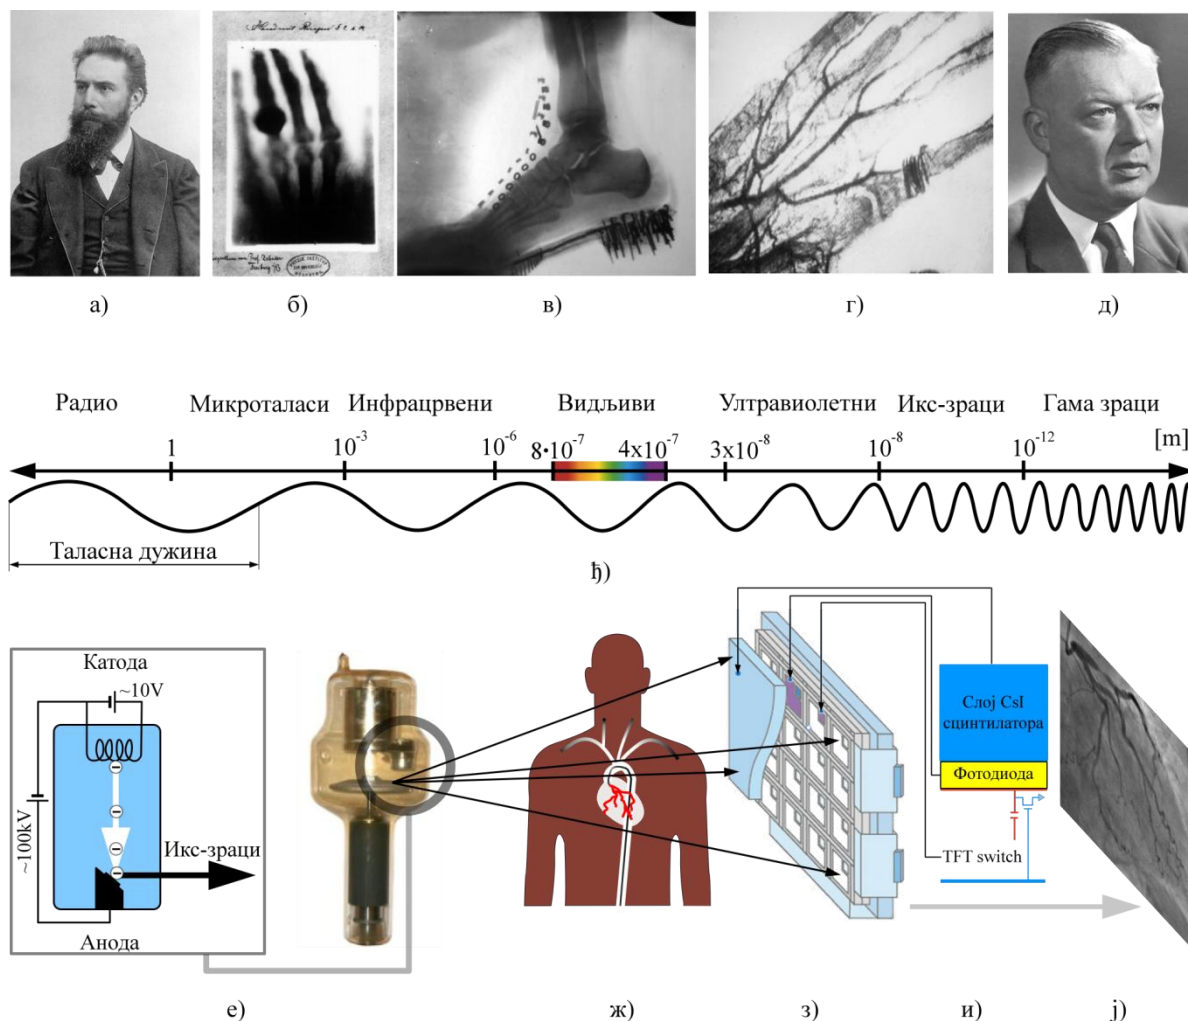 а)
б)
в)
г)
д)
Радио
Микроталаси
Инфрацрвени
Видљиви
Ултравиолетни
Икс-зраци
Гама зраци
1
10⁻³
10⁻⁶
8•10⁻⁷
4x10⁻⁷
3x10⁻⁸
10⁻⁸
10⁻¹²
[m]
Таласна дужина
ђ)
Катода
~10V
~100kV
Икс-зраци
Анода
Слој CsI
сцинтилатора
Фотодиода
TFT switch
е)
ж)
з)
и)
ј)